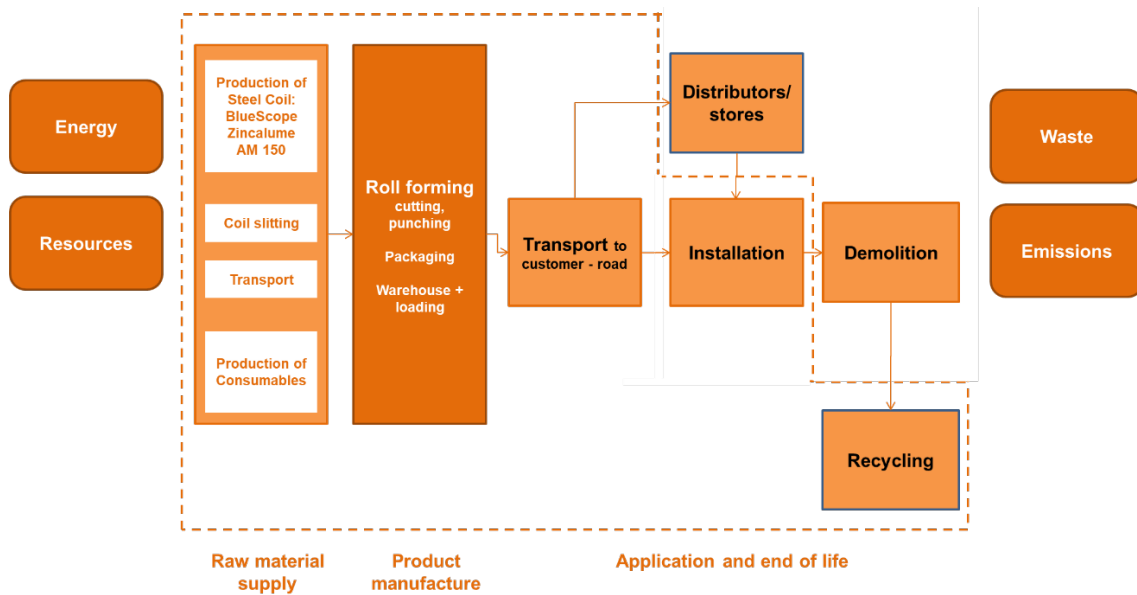 Energy
Resources
Production of
Steel Coil:
BlueScope
Zincalume
AM 150
Coil slitting
Transport
Production of
Consumables
Roll forming
cutting,
punching
Packaging
Warehouse +
loading
Transport to
customer - road
Distributors/
stores
Installation
Demolition
Recycling
Waste
Emissions
Raw material
supply
Product
manufacture
Application and end of life